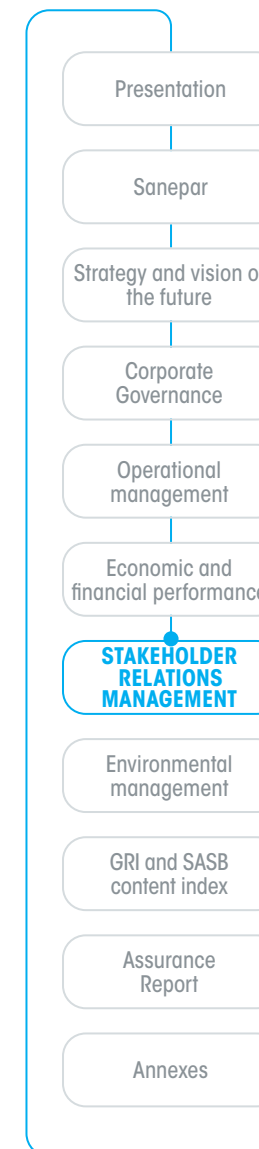 Presentation
Sanepar
Strategy and vision o
the future
Corporate
Governance
Operational
management
Economic and
financial performance
STAKEHOLDER
RELATIONS
MANAGEMENT
Environmental
management
GRI and SASB
content index
Assurance
Report
Annexes